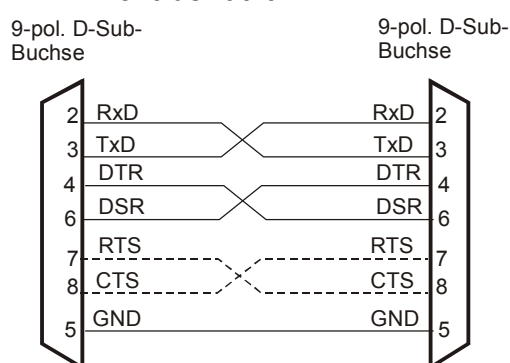 9-pol. D-Sub-
Buchse
9-pol. D-Sub-
Buchse
2 RxD RxD 2
3 TxD TxD 3
4 DTR DTR 4
6 DSR DSR 6
7 RTS RTS 7
8 CTS CTS 8
5 GND GND 5